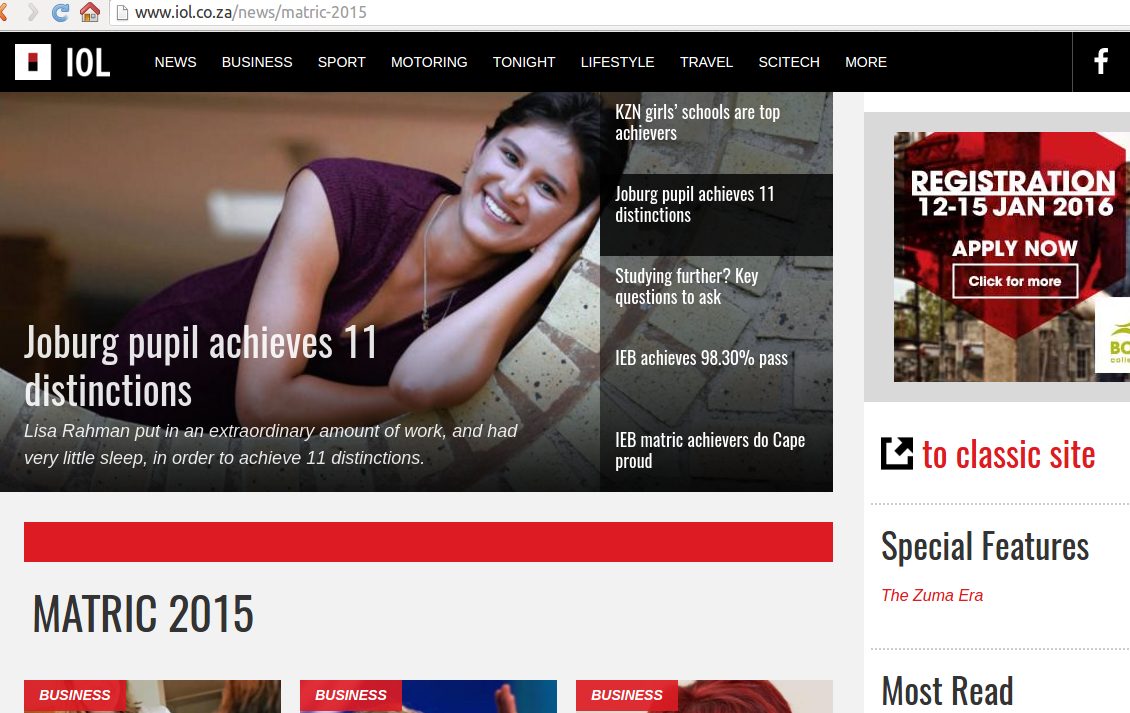 www.iol.co.za/news/matric-2015
IOL
NEWS BUSINESS SPORT MOTORING TONIGHT LIFESTYLE TRAVEL SCITECH MORE
f
KZN girls' schools are top
achievers
Joburg pupil achieves 11
distinctions
Studying further? Key
questions to ask
IEB achieves 98.30% pass
IEB matric achievers do Cape
proud
Joburg pupil achieves 11
distinctions
Lisa Rahman put in an extraordinary amount of work, and had
very little sleep, in order to achieve 11 distinctions.
REGISTRATION
12-15 JAN 2016
APPLY NOW
Click for more
to classic site
Special Features
The Zuma Era
Most Read
MATRIC 2015
BUSINESS
BUSINESS
BUSINESS